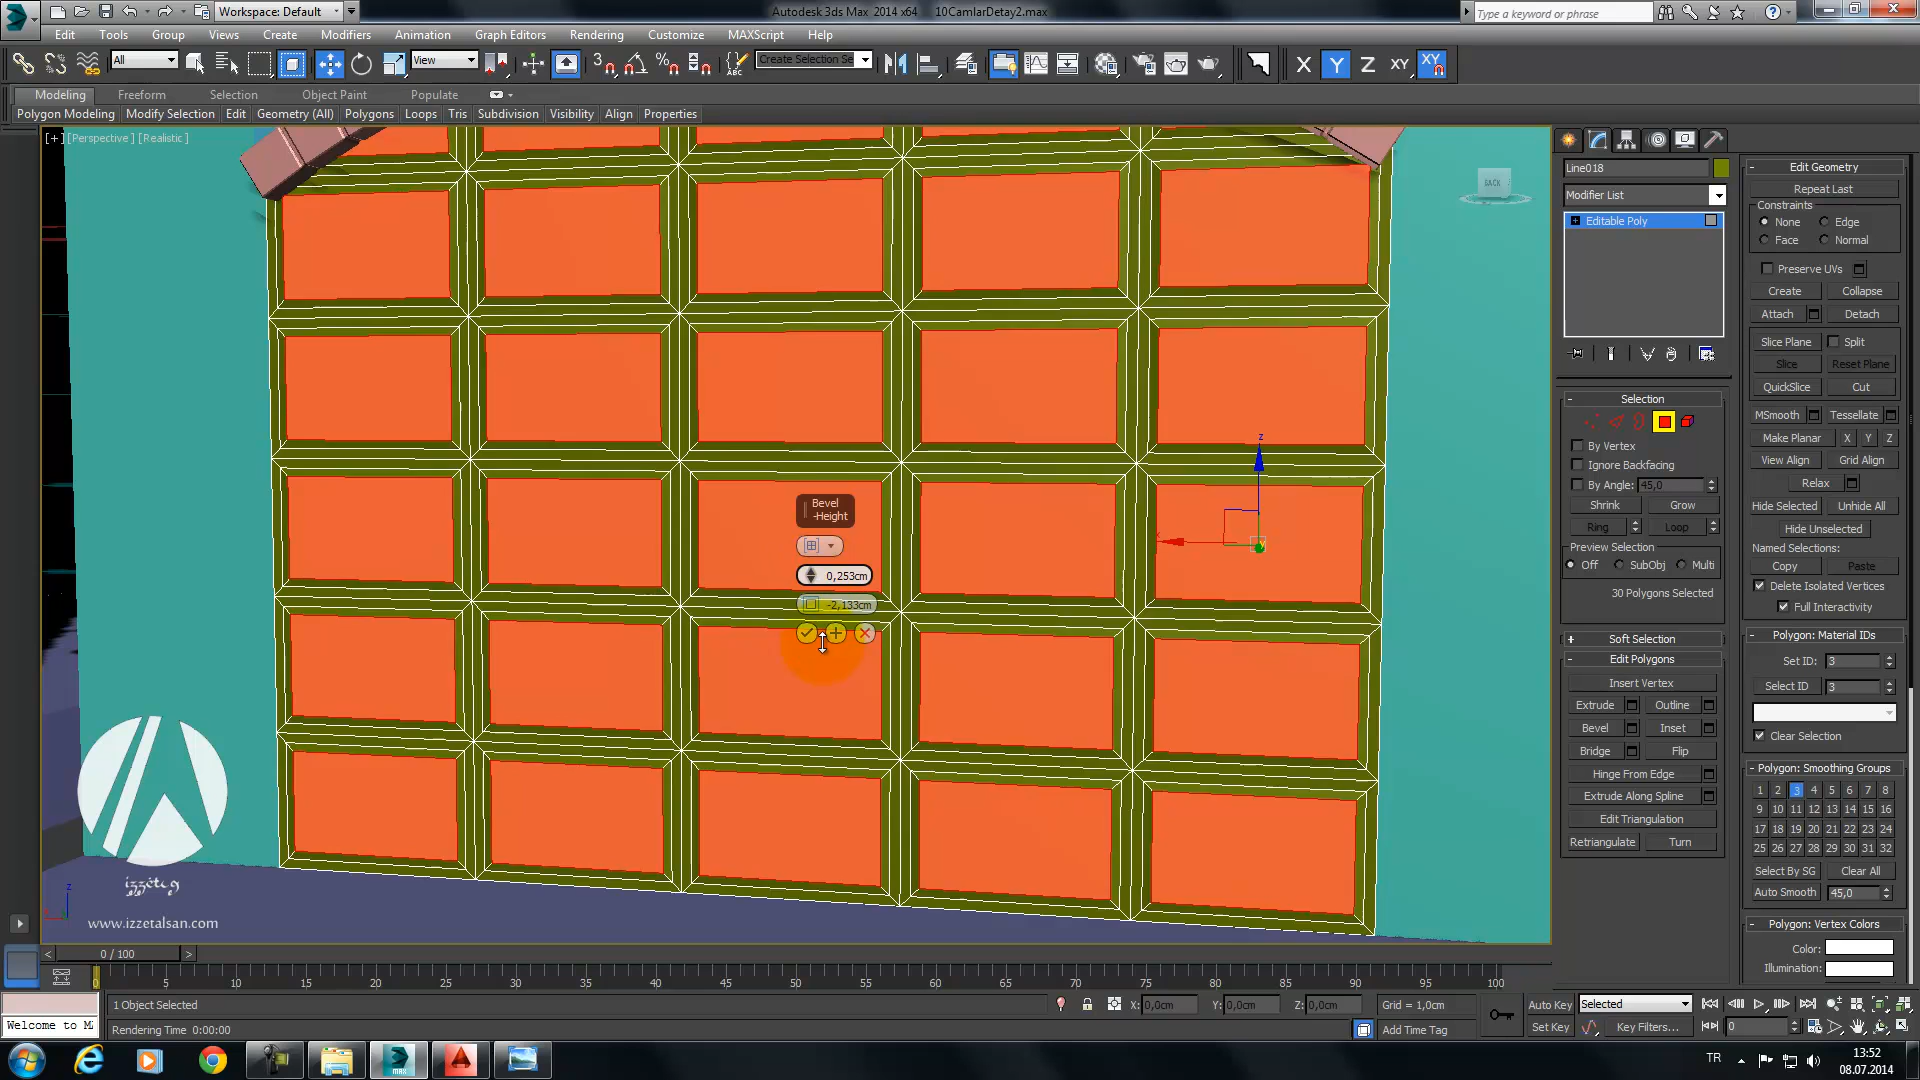 Workspace: Default
Autodesk 3ds Max 2014 x64 10CamlarDetay2.max
Type a keyword or phrase
Edit Tools Group Views Create Modifiers Animation Graph Editors Rendering Customize MAXScript Help
All View Create Selection Se X Y Z XY XY
Modeling Freeform Selection Object Paint Populate
Polygon Modeling Modify Selection Edit Geometry (All) Polygons Loops Tris Subdivision Visibility Align Properties
[+][Perspective][Realistic]
BACK
Bevel
-Height
0,253cm
-2,133cm
z
x
y
izzetalsan
www.izzetalsan.com
Line018
Modifier List
Editable Poly
Selection
By Vertex
Ignore Backfacing
By Angle: 45,0
Shrink Grow
Ring Loop
Preview Selection
Off SubObj Multi
30 Polygons Selected
Soft Selection
Edit Polygons
Insert Vertex
Extrude Outline
Bevel Inset
Bridge Flip
Hinge From Edge
Extrude Along Spline
Edit Triangulation
Retriangulate Turn
Edit Geometry
Repeat Last
Constraints
None Edge
Face Normal
Preserve UVs
Create Collapse
Attach Detach
Slice Plane Split
Slice Reset Plane
QuickSlice Cut
MSmooth Tessellate
Make Planar X Y Z
View Align Grid Align
Relax
Hide Selected Unhide All
Hide Unselected
Named Selections:
Copy Paste
Delete Isolated Vertices
Full Interactivity
Polygon: Material IDs
Set ID: 3
Select ID 3
Clear Selection
Polygon: Smoothing Groups
1 2 3 4 5 6 7 8
9 10 11 12 13 14 15 16
17 18 19 20 21 22 23 24
25 26 27 28 29 30 31 32
Select By SG Clear All
Auto Smooth 45,0
Polygon: Vertex Colors
Color:
Illumination:
0 / 100
0 5 10 15 20 25 30 35 40 45 50 55 60 65 70 75 80 85 90 95 100
1 Object Selected X: 0,0cm Y: 0,0cm Z: 0,0cm Grid = 1,0cm Auto Key Selected
Welcome to M Rendering Time 0:00:00 Add Time Tag Set Key Key Filters... 0
TR 13:52
08.07.2014